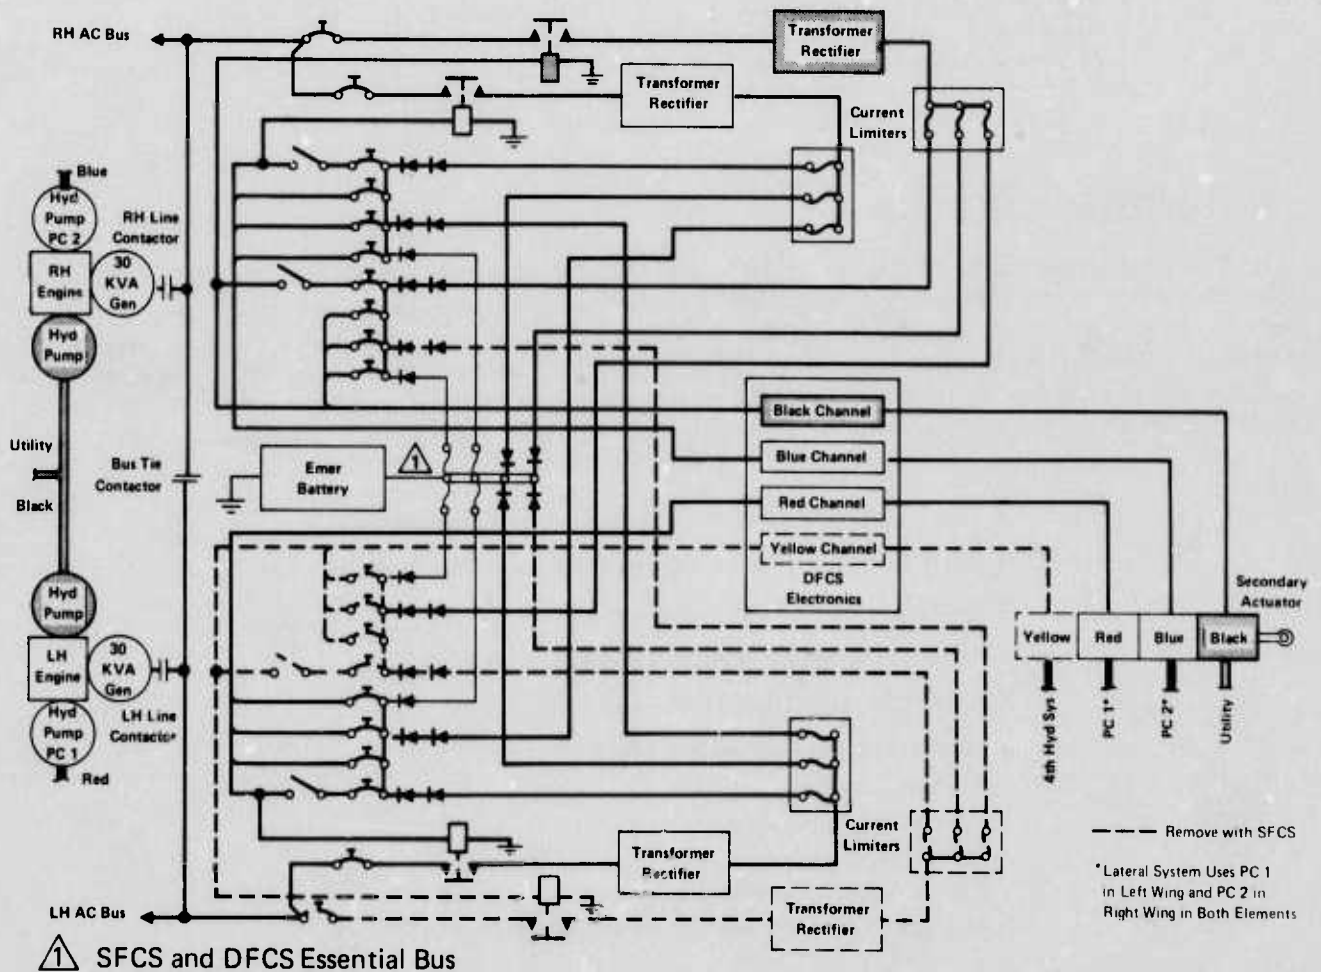 RH AC Bus
Transformer
Rectifier
Transformer
Rectifier
Current
Limiters
Blue
Hyd
Pump
PC 2
RH Line
Contactor
RH
Engine
30
KVA
Gen
Hyd
Pump
Utility
Black
Bus Tie
Contactor
Emer
Battery
1
Black Channel
Blue Channel
Red Channel
Yellow Channel
DFCS
Electronics
Secondary
Actuator
Yellow
Red
Blue
Black
4th Hyd Sys
PC 1*
PC 2*
Utility
Hyd
Pump
LH
Engine
30
KVA
Gen
Hyd
Pump
PC 1
LH Line
Contactor
Red
Current
Limiters
Transformer
Rectifier
Transformer
Rectifier
LH AC Bus
Remove with SFCS
*Lateral System Uses PC 1
in Left Wing and PC 2 in
Right Wing in Both Elements
1 SFCS and DFCS Essential Bus